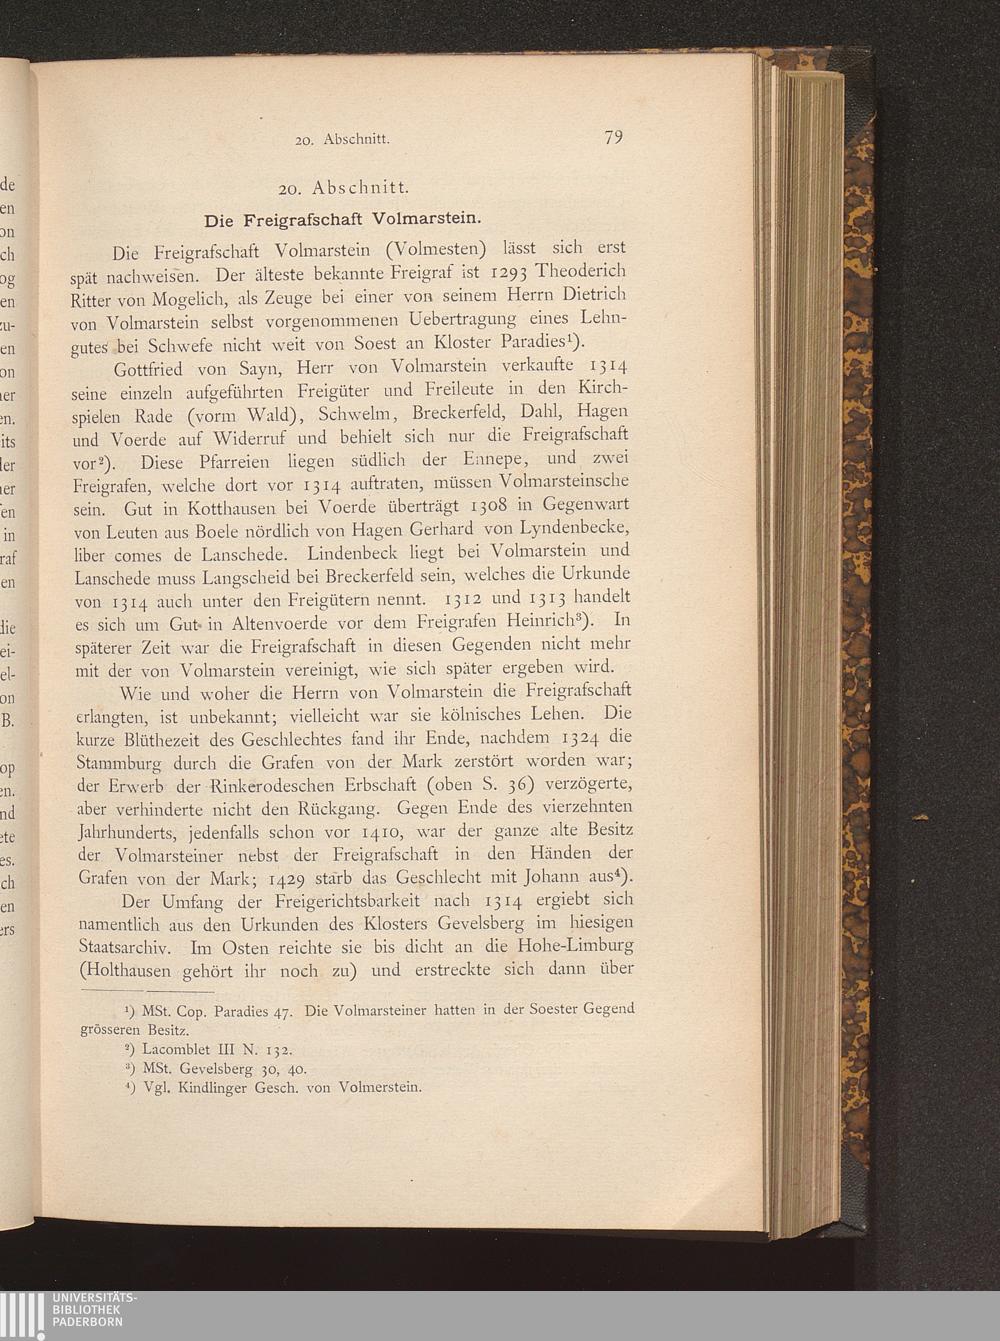 20. Abschnitt. 79
20. Abschnitt.
Die Freigrafschaft Volmarstein.
Die Freigrafschaft Volmarstein (Volmesten) lässt sich erst
spät nachweisen. Der älteste bekannte Freigraf ist 1293 Theoderich
Ritter von Mogelich, als Zeuge bei einer von seinem Herrn Dietrich
von Volmarstein selbst vorgenommenen Uebertragung eines Lehn-
gutes bei Schwefe nicht weit von Soest an Kloster Paradies¹).
Gottfried von Sayn, Herr von Volmarstein verkaufte 1314
seine einzeln aufgeführten Freigüter und Freileute in den Kirch-
spielen Rade (vorm Wald), Schwelm, Breckerfeld, Dahl, Hagen
und Voerde auf Widerruf und behielt sich nur die Freigrafschaft
vor²). Diese Pfarreien liegen südlich der Ennepe, und zwei
Freigrafen, welche dort vor 1314 auftraten, müssen Volmarsteinsche
sein. Gut in Kotthausen bei Voerde überträgt 1308 in Gegenwart
von Leuten aus Boele nördlich von Hagen Gerhard von Lyndenbecke,
liber comes de Lanschede. Lindenbeck liegt bei Volmarstein und
Lanschede muss Langscheid bei Breckerfeld sein, welches die Urkunde
von 1314 auch unter den Freigütern nennt. 1312 und 1313 handelt
es sich um Gut in Altenvoerde vor dem Freigrafen Heinrich³). In
späterer Zeit war die Freigrafschaft in diesen Gegenden nicht mehr
mit der von Volmarstein vereinigt, wie sich später ergeben wird.
Wie und woher die Herrn von Volmarstein die Freigrafschaft
erlangten, ist unbekannt; vielleicht war sie kölnisches Lehen. Die
kurze Blüthezeit des Geschlechtes fand ihr Ende, nachdem 1324 die
Stammburg durch die Grafen von der Mark zerstört worden war;
der Erwerb der Rinkerodeschen Erbschaft (oben S. 36) verzögerte,
aber verhinderte nicht den Rückgang. Gegen Ende des vierzehnten
Jahrhunderts, jedenfalls schon vor 1410, war der ganze alte Besitz
der Volmarsteiner nebst der Freigrafschaft in den Händen der
Grafen von der Mark; 1429 starb das Geschlecht mit Johann aus⁴).
Der Umfang der Freigerichtsbarkeit nach 1314 ergiebt sich
namentlich aus den Urkunden des Klosters Gevelsberg im hiesigen
Staatsarchiv. Im Osten reichte sie bis dicht an die Hohe-Limburg
(Holthausen gehört ihr noch zu) und erstreckte sich dann über
¹) MSt. Cop. Paradies 47. Die Volmarsteiner hatten in der Soester Gegend
grösseren Besitz.
²) Lacomblet III N. 132.
³) MSt. Gevelsberg 30, 40.
⁴) Vgl. Kindlinger Gesch. von Volmerstein.
UNIVERSITÄTS-
BIBLIOTHEK
PADERBORN